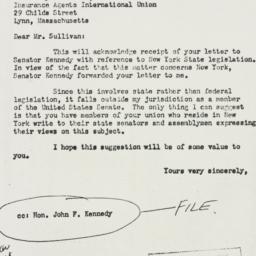 Insurance Agents International Union
29 Childs Street
Lynn, Massachusetts
Dear Mr. Sullivan:
This will acknowledge receipt of your letter to
Senator Kennedy with reference to New York State legislation.
In view of the fact that this matter concerns New York,
Senator Kennedy forwarded your letter to me.
Since this involves state rather than federal
legislation, it falls outside my jurisdiction as a member
of the United States Senate. The only thing I can suggest
is that you have members of your union who reside in New
York write to their state senators and assemblymen expressing
their views on this subject.
I hope this suggestion will be of some value to
you.
Yours very sincerely,
FILE.
cc: Hon. John F. Kennedy